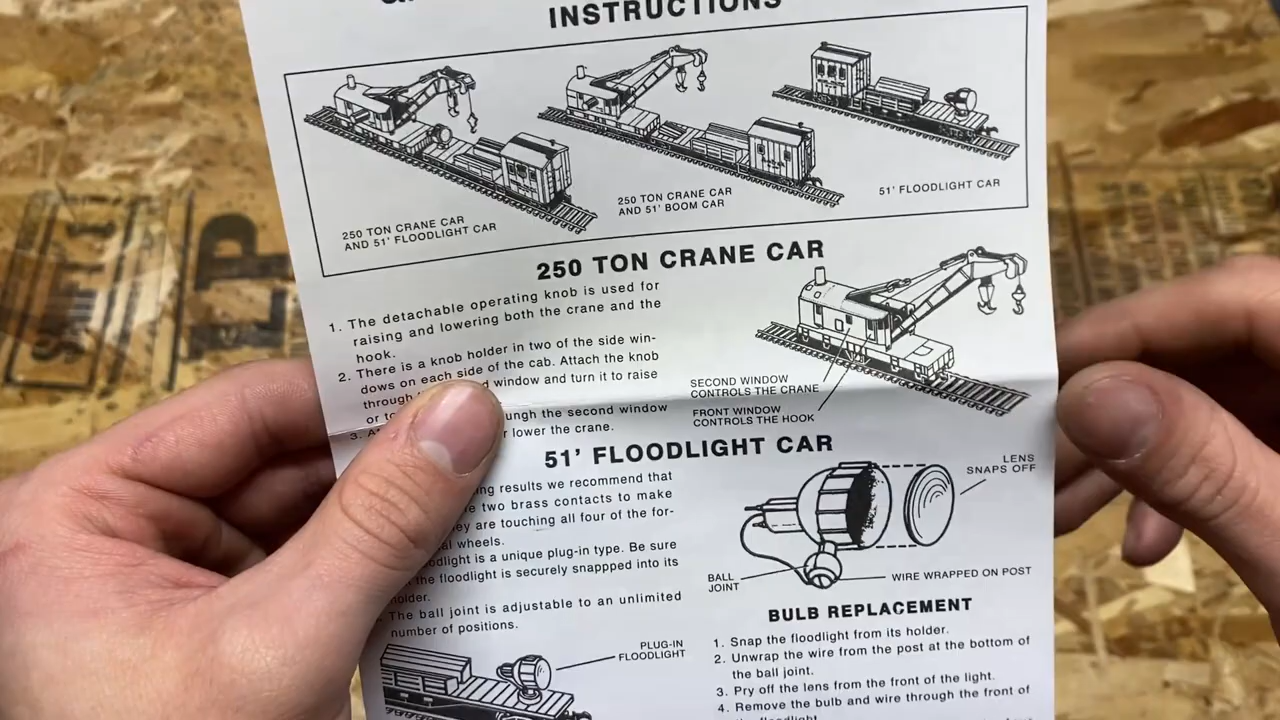 INSTRUCTIONS
250 TON CRANE CAR
AND 51' FLOODLIGHT CAR
250 TON CRANE CAR
AND 51' BOOM CAR
51' FLOODLIGHT CAR
250 TON CRANE CAR
1. The detachable operating knob is used for
raising and lowering both the crane and the
hook.
2. There is a knob holder in two of the side win-
dows on each side of the cab. Attach the knob
through window and turn it to raise
or
3. the second window
lower the crane.
SECOND WINDOW
CONTROLS THE CRANE
FRONT WINDOW
CONTROLS THE HOOK
51' FLOODLIGHT CAR
results we recommend that
two brass contacts to make
are touching all four of the for-
wheels.
is a unique plug-in type. Be sure
the floodlight is securely snappped into its
holder.
The ball joint is adjustable to an unlimited
number of positions.
PLUG-IN
FLOODLIGHT
LENS
SNAPS OFF
BALL
JOINT
WIRE WRAPPED ON POST
BULB REPLACEMENT
1. Snap the floodlight from its holder.
2. Unwrap the wire from the post at the bottom of
the ball joint.
3. Pry off the lens from the front of the light.
4. Remove the bulb and wire through the front of
the floodlight